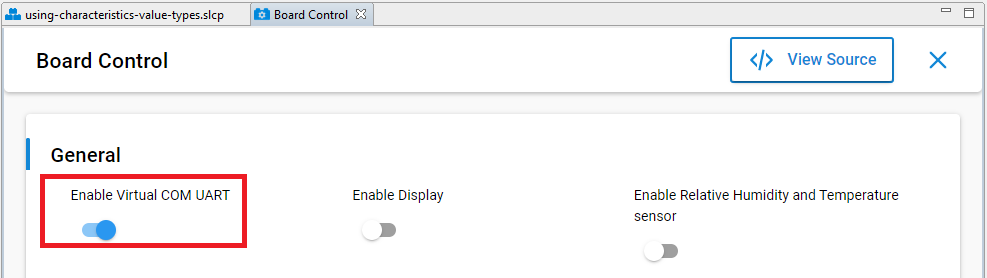 using-characteristics-value-types.slcp
Board Control
Board Control
View Source
General
Enable Virtual COM UART
Enable Display
Enable Relative Humidity and Temperature
sensor